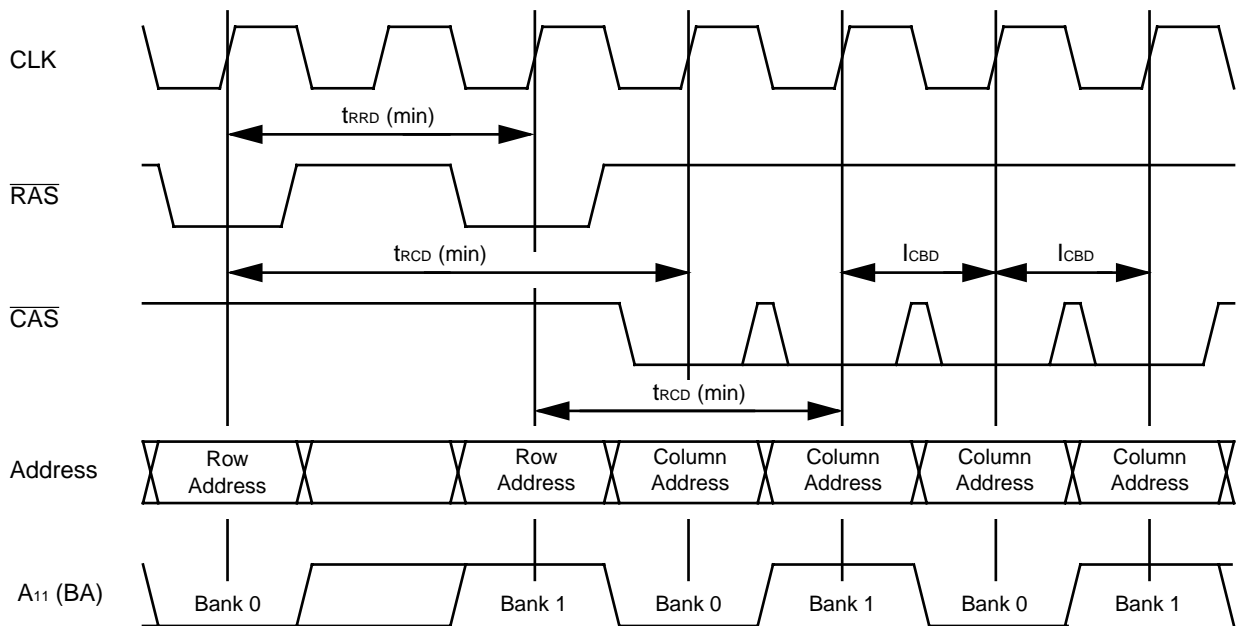 CLK
tRRD (min)
RAS
tRCD (min)
ICBD
ICBD
CAS
tRCD (min)
Address
Row
Address
Row
Address
Column
Address
Column
Address
Column
Address
Column
Address
A11 (BA)
Bank 0
Bank 1
Bank 0
Bank 1
Bank 0
Bank 1